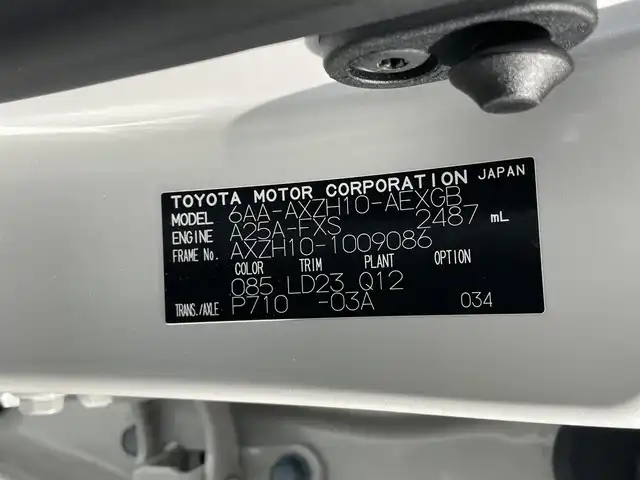 TOYOTA MOTOR CORPORATION JAPAN
MODEL 6AA-AXZH10-AEXGB
ENGINE A25A-FXS 2487 mL
FRAME No. AXZH10-1009086
COLOR TRIM PLANT OPTION
085 LD23 Q12
TRANS./AXLE P710 -03A 034